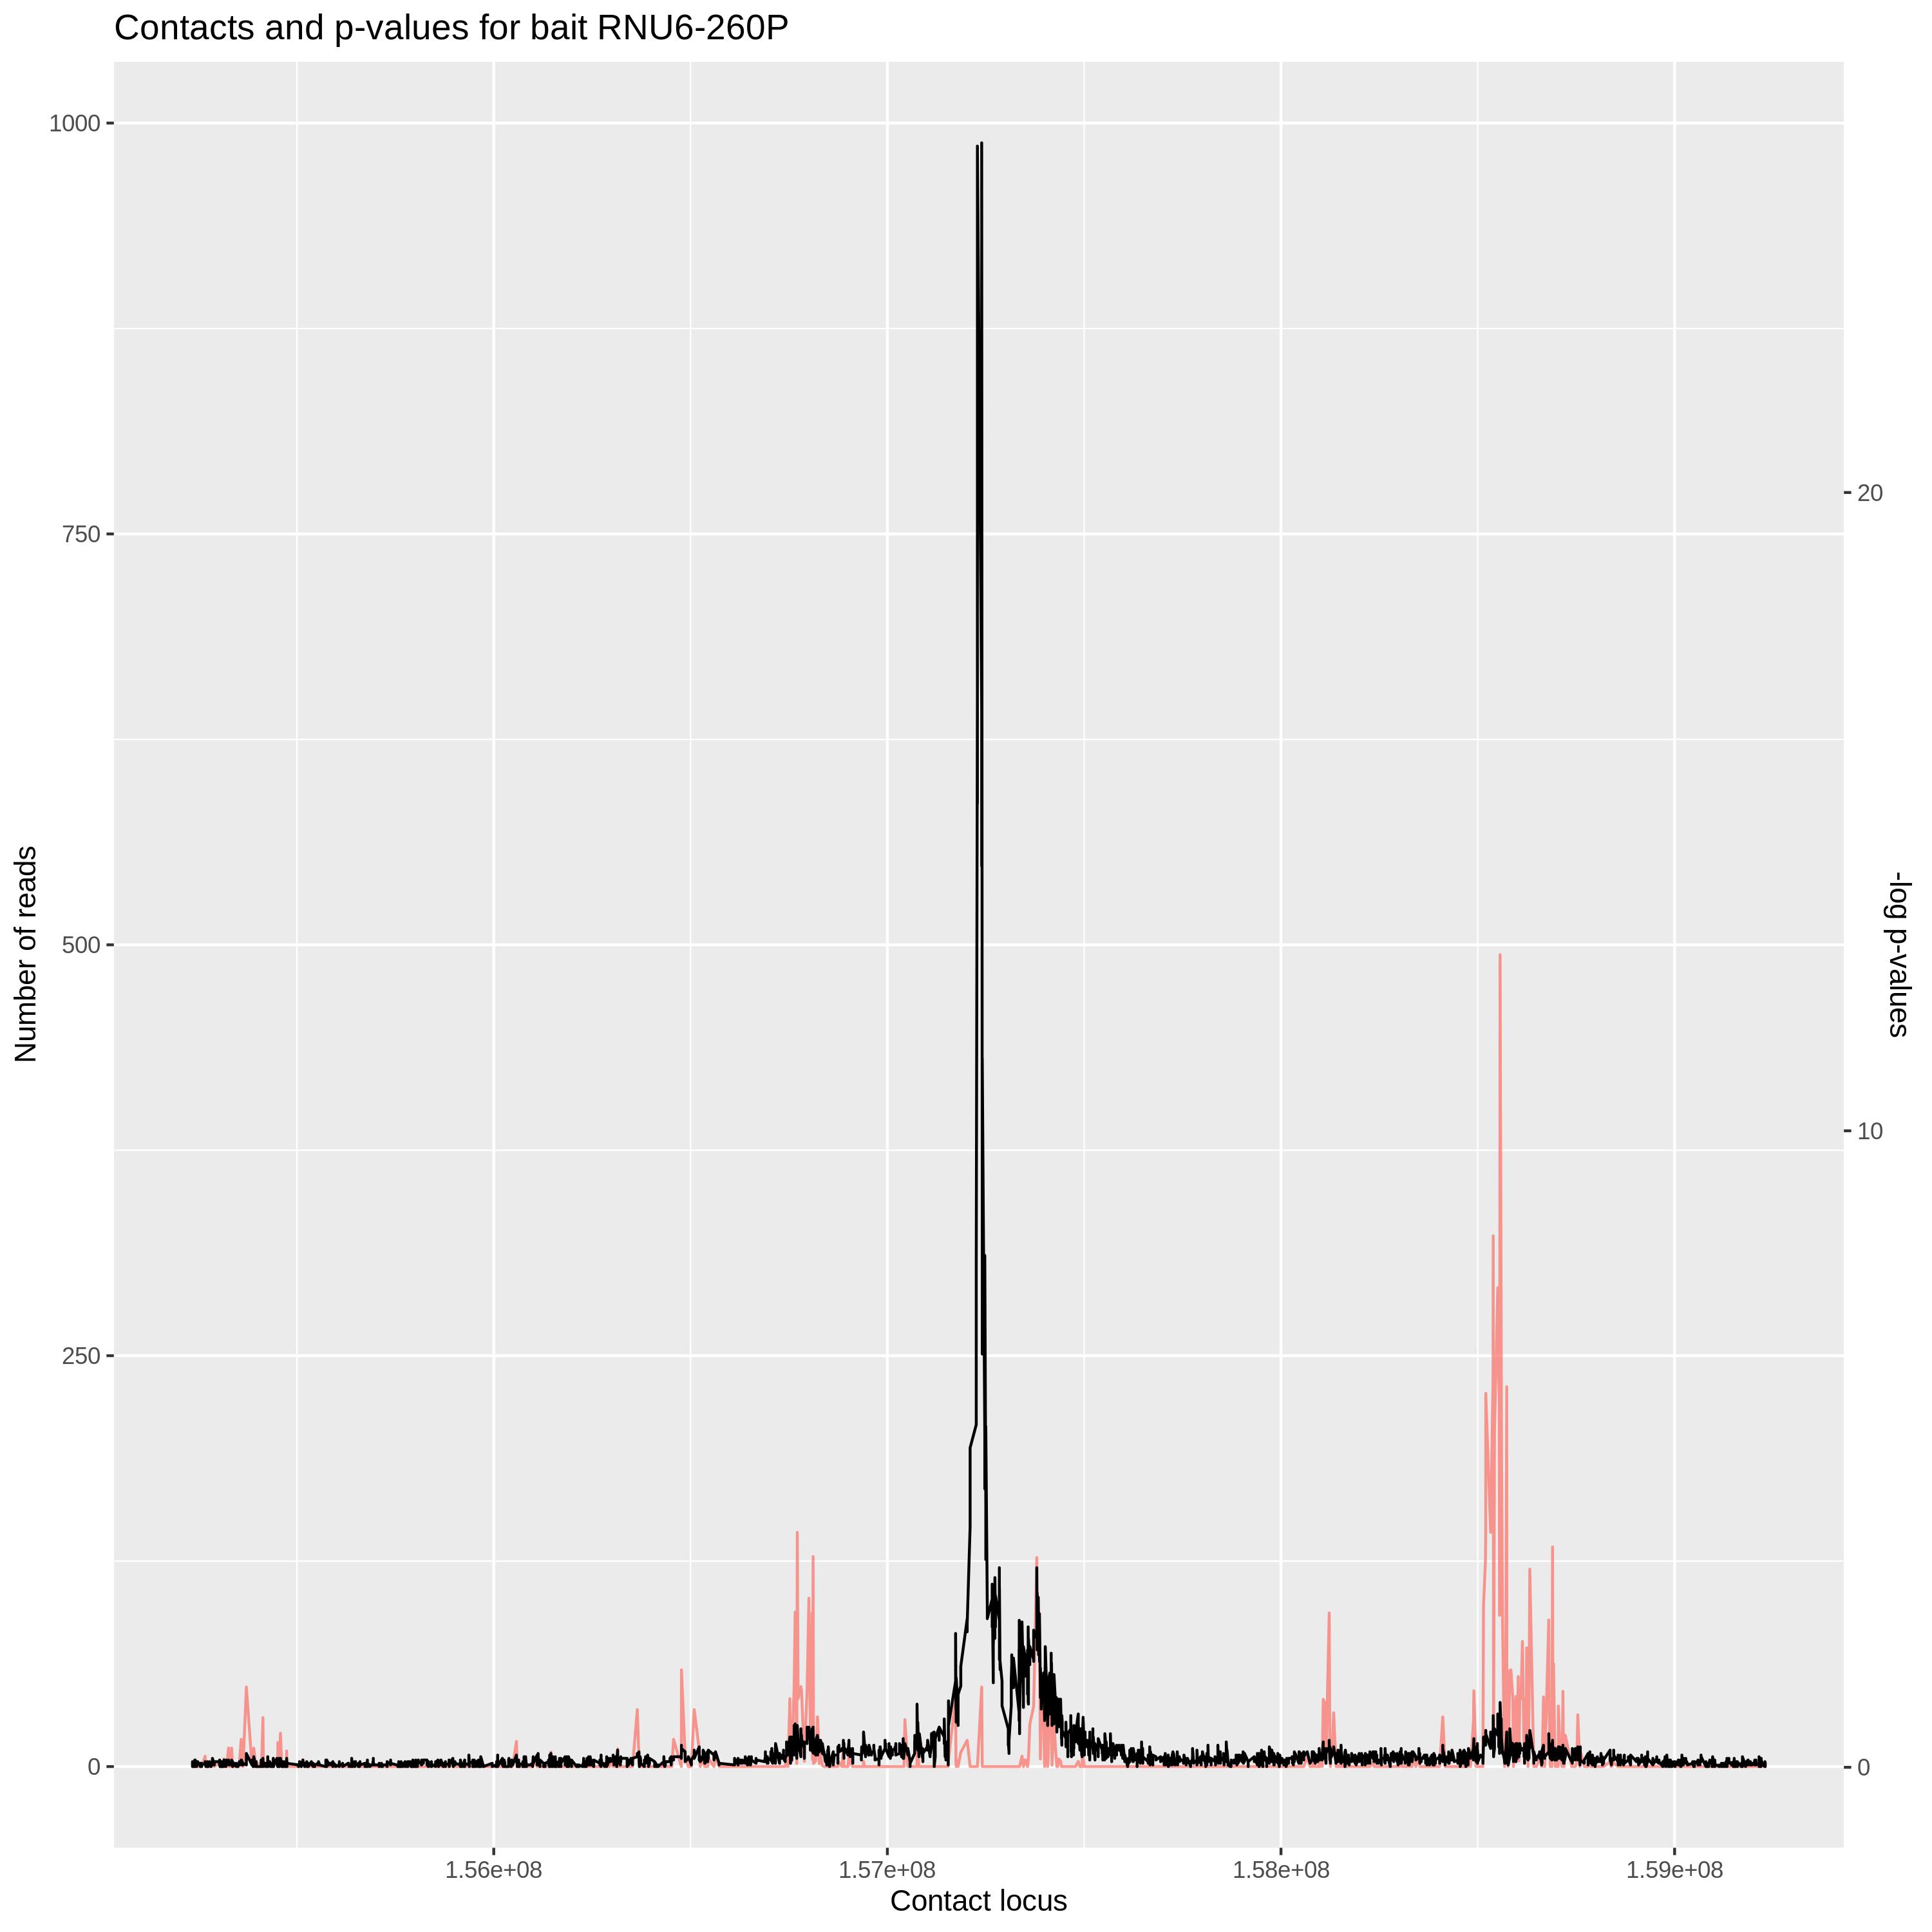 Contacts and p-values for bait RNU6-260P
1000
750
500
250
0
Number of reads
20
10
0
-log p-values
1.56e+08
1.57e+08
1.58e+08
1.59e+08
Contact locus